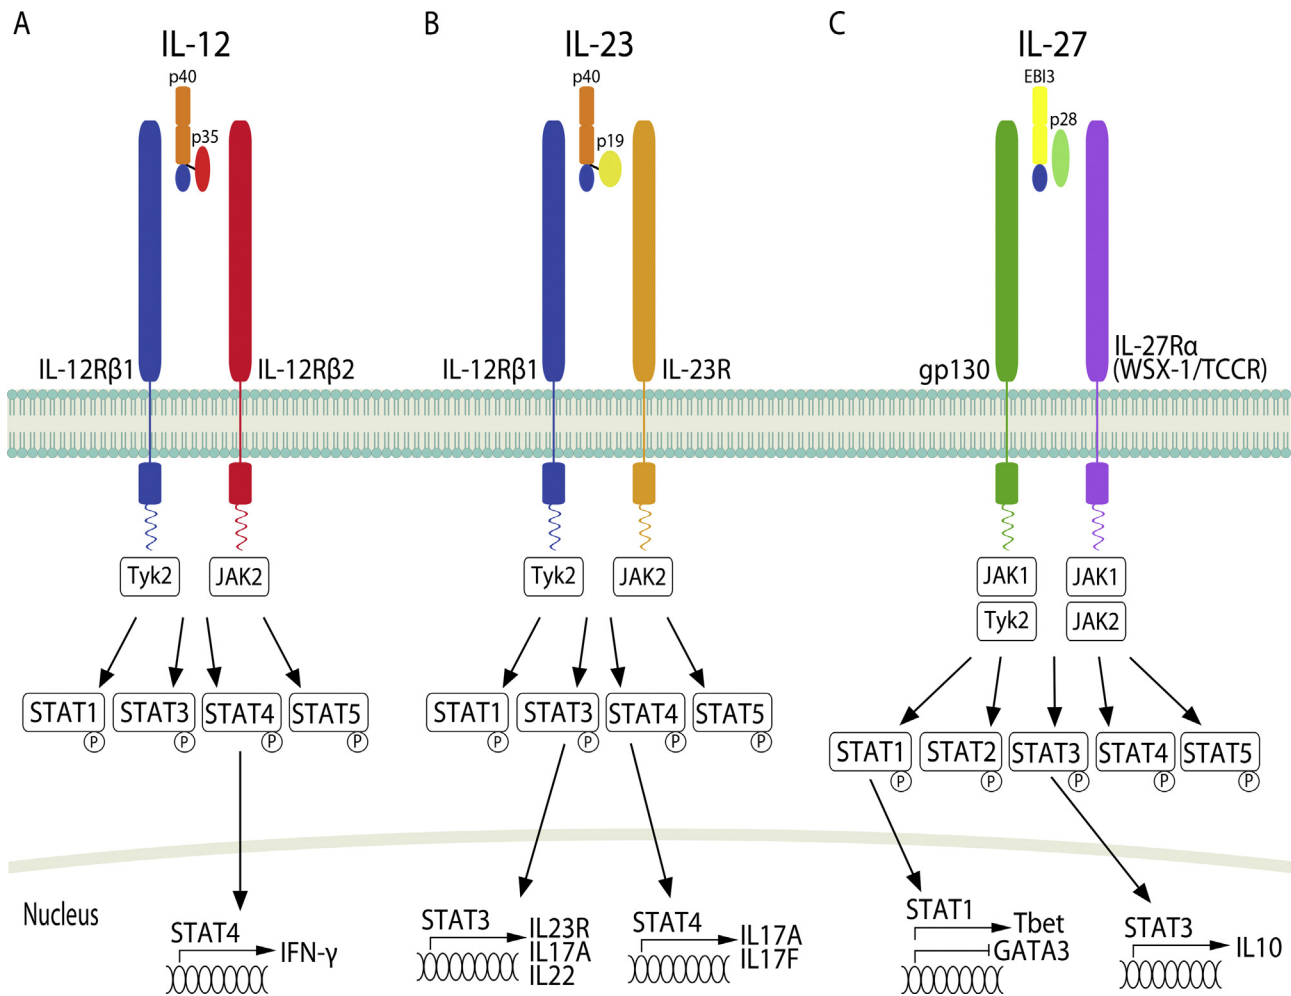 A
IL-12
p40
p35
IL-12Rβ1
IL-12Rβ2
Tyk2
JAK2
STAT1
P
STAT3
P
STAT4
P
STAT5
P
STAT4
IFN-γ
B
IL-23
p40
p19
IL-12Rβ1
IL-23R
Tyk2
JAK2
STAT1
P
STAT3
P
STAT4
P
STAT5
P
STAT3
IL23R
IL17A
IL22
STAT4
IL17A
IL17F
C
IL-27
EBI3
p28
gp130
IL-27Rα
(WSX-1/TCCR)
JAK1
Tyk2
JAK1
JAK2
STAT1
P
STAT2
P
STAT3
P
STAT4
P
STAT5
P
STAT1
Tbet
GATA3
STAT3
IL10
Nucleus